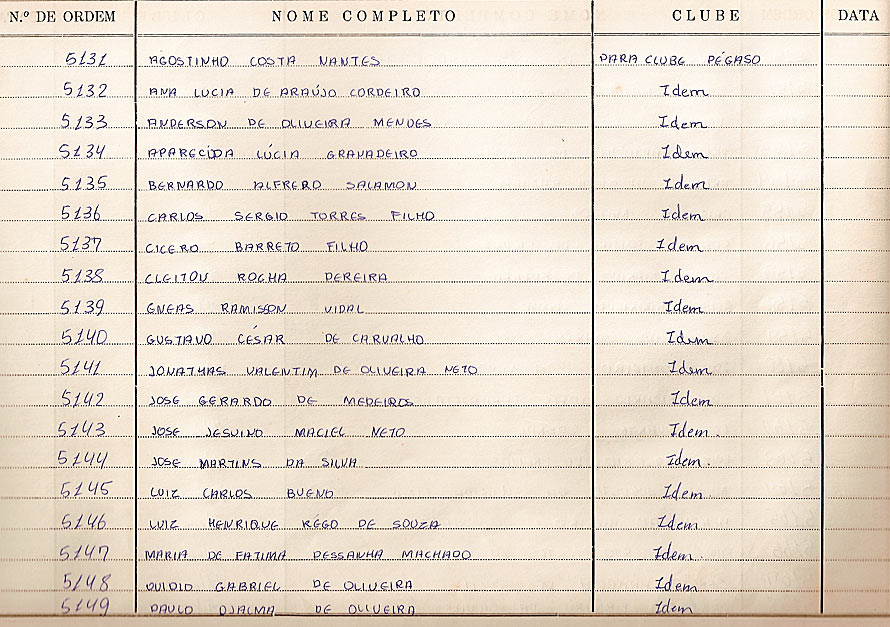 N.º DE ORDEM NOME COMPLETO CLUBE DATA
5131 AGOSTINHO COSTA NANTES PARA CLUBE PÉGASO
5132 ANA LUCIA DE ARAÚJO CORDEIRO Idem
5133 ANDERSON DE OLIVEIRA MENDES Idem
5134 APARECIDA LÚCIA GRANADEIRO Idem
5135 BERNARDO ALFRERO SALAMON Idem
5136 CARLOS SERGIO TORRES FILHO Idem
5137 CICERO BARRETO FILHO Idem
5138 CLEITON ROCHA PEREIRA Idem
5139 ENEAS RAMISSON VIDAL Idem
5140 GUSTAVO CÉSAR DE CARVALHO Idem
5141 JONATHAS VALENTIM DE OLIVEIRA NETO Idem
5142 JOSE GERARDO DE MEDEIROS Idem
5143 JOSE JESUINO MACIEL NETO Idem.
5144 JOSE MARTINS DA SILVA Idem.
5145 LUIZ CARLOS BUENO Idem
5146 LUIZ HENRIQUE RÉGO DE SOUZA Idem
5147 MARIA DE FATIMA PESSANHA MACHADO Idem.
5148 OVIDIO GABRIEL DE OLIVEIRA Idem
5149 PAULO DJALMA DE OLIVEIRA Idem